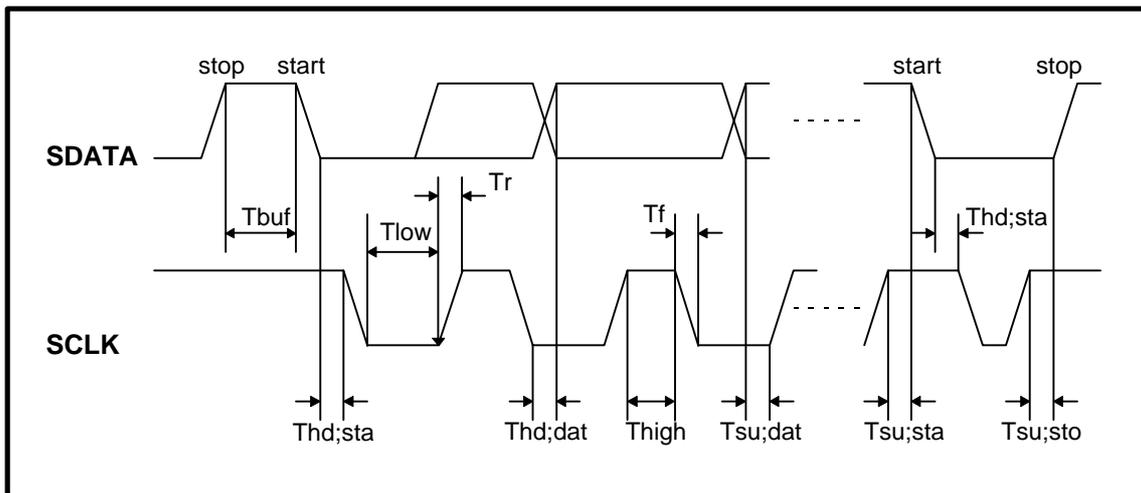 stop start start stop
SDATA
Tr
Tbuf Tlow Tf Thd;sta
SCLK
Thd;sta Thd;dat Thigh Tsu;dat Tsu;sta Tsu;sto